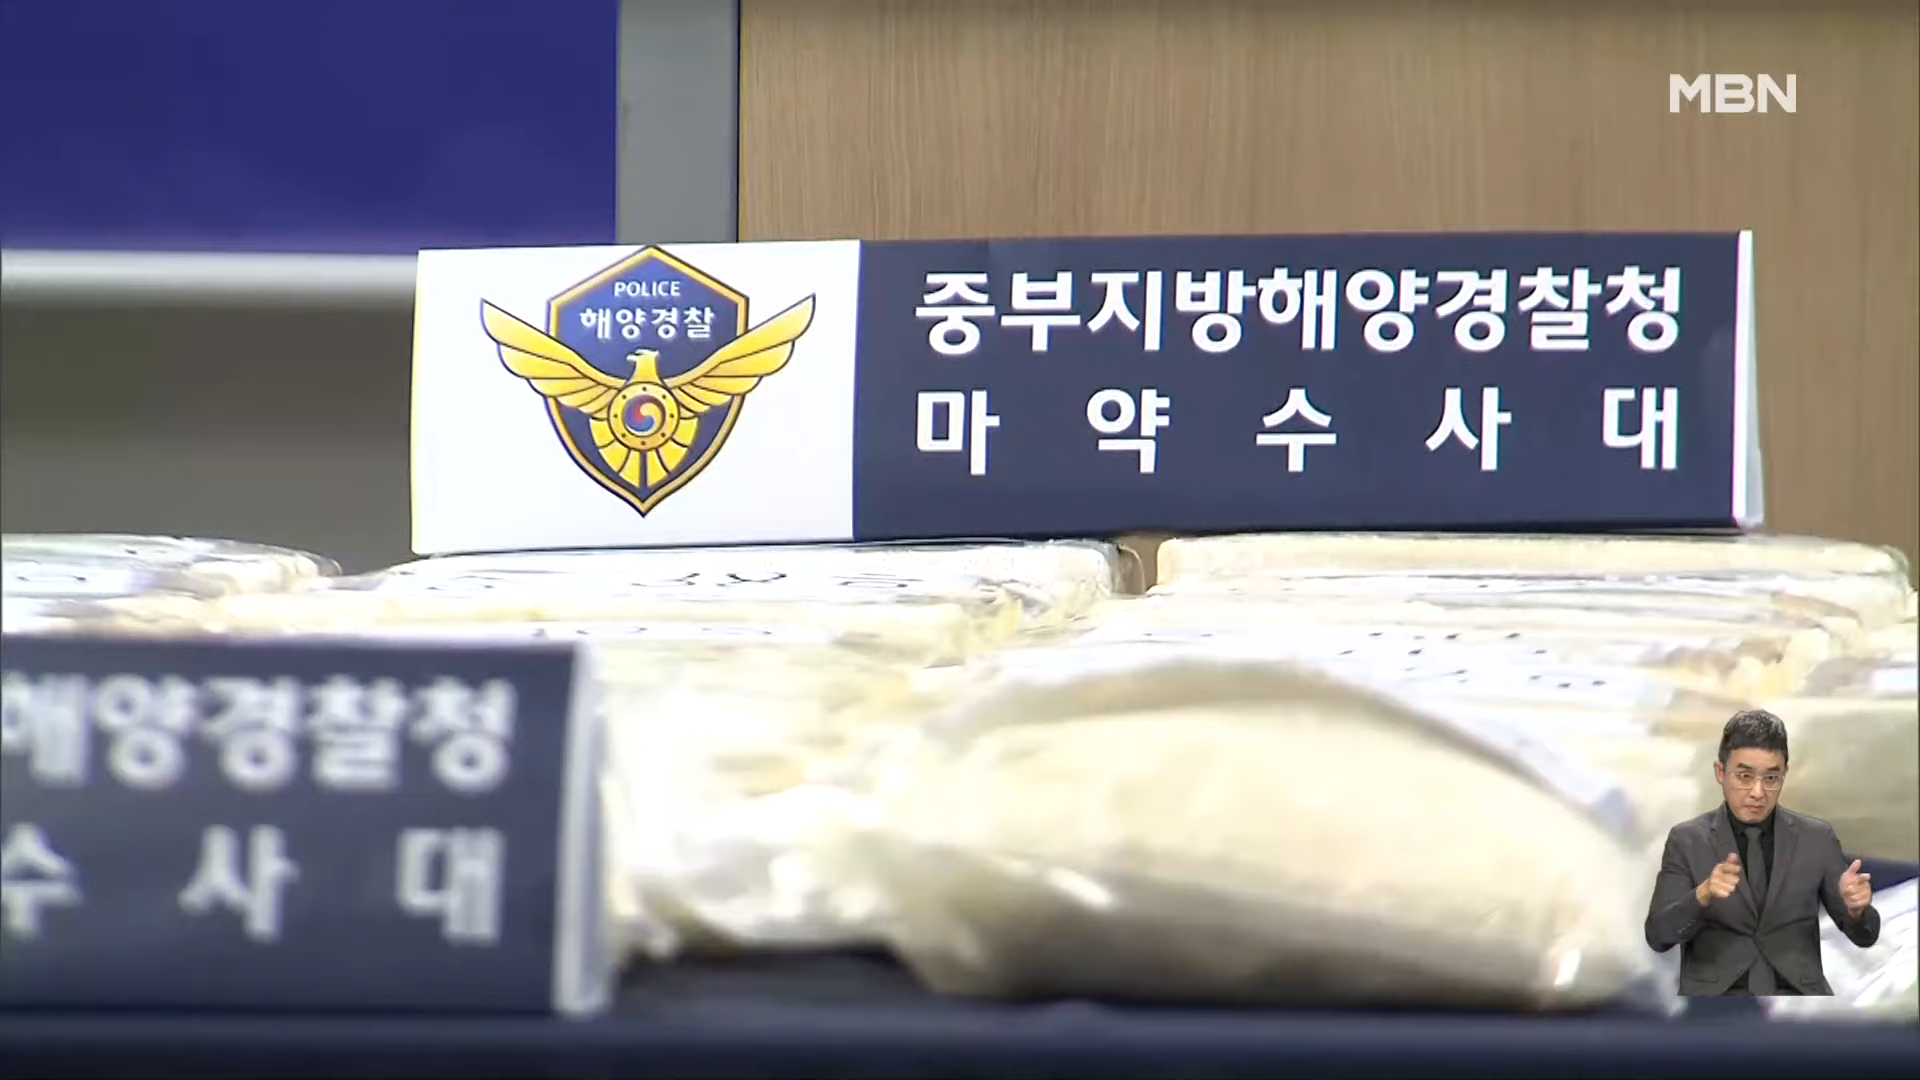 MBN
POLICE
해양경찰
중부지방해양경찰청
마 약 수 사 대
해양경찰청
수 사 대